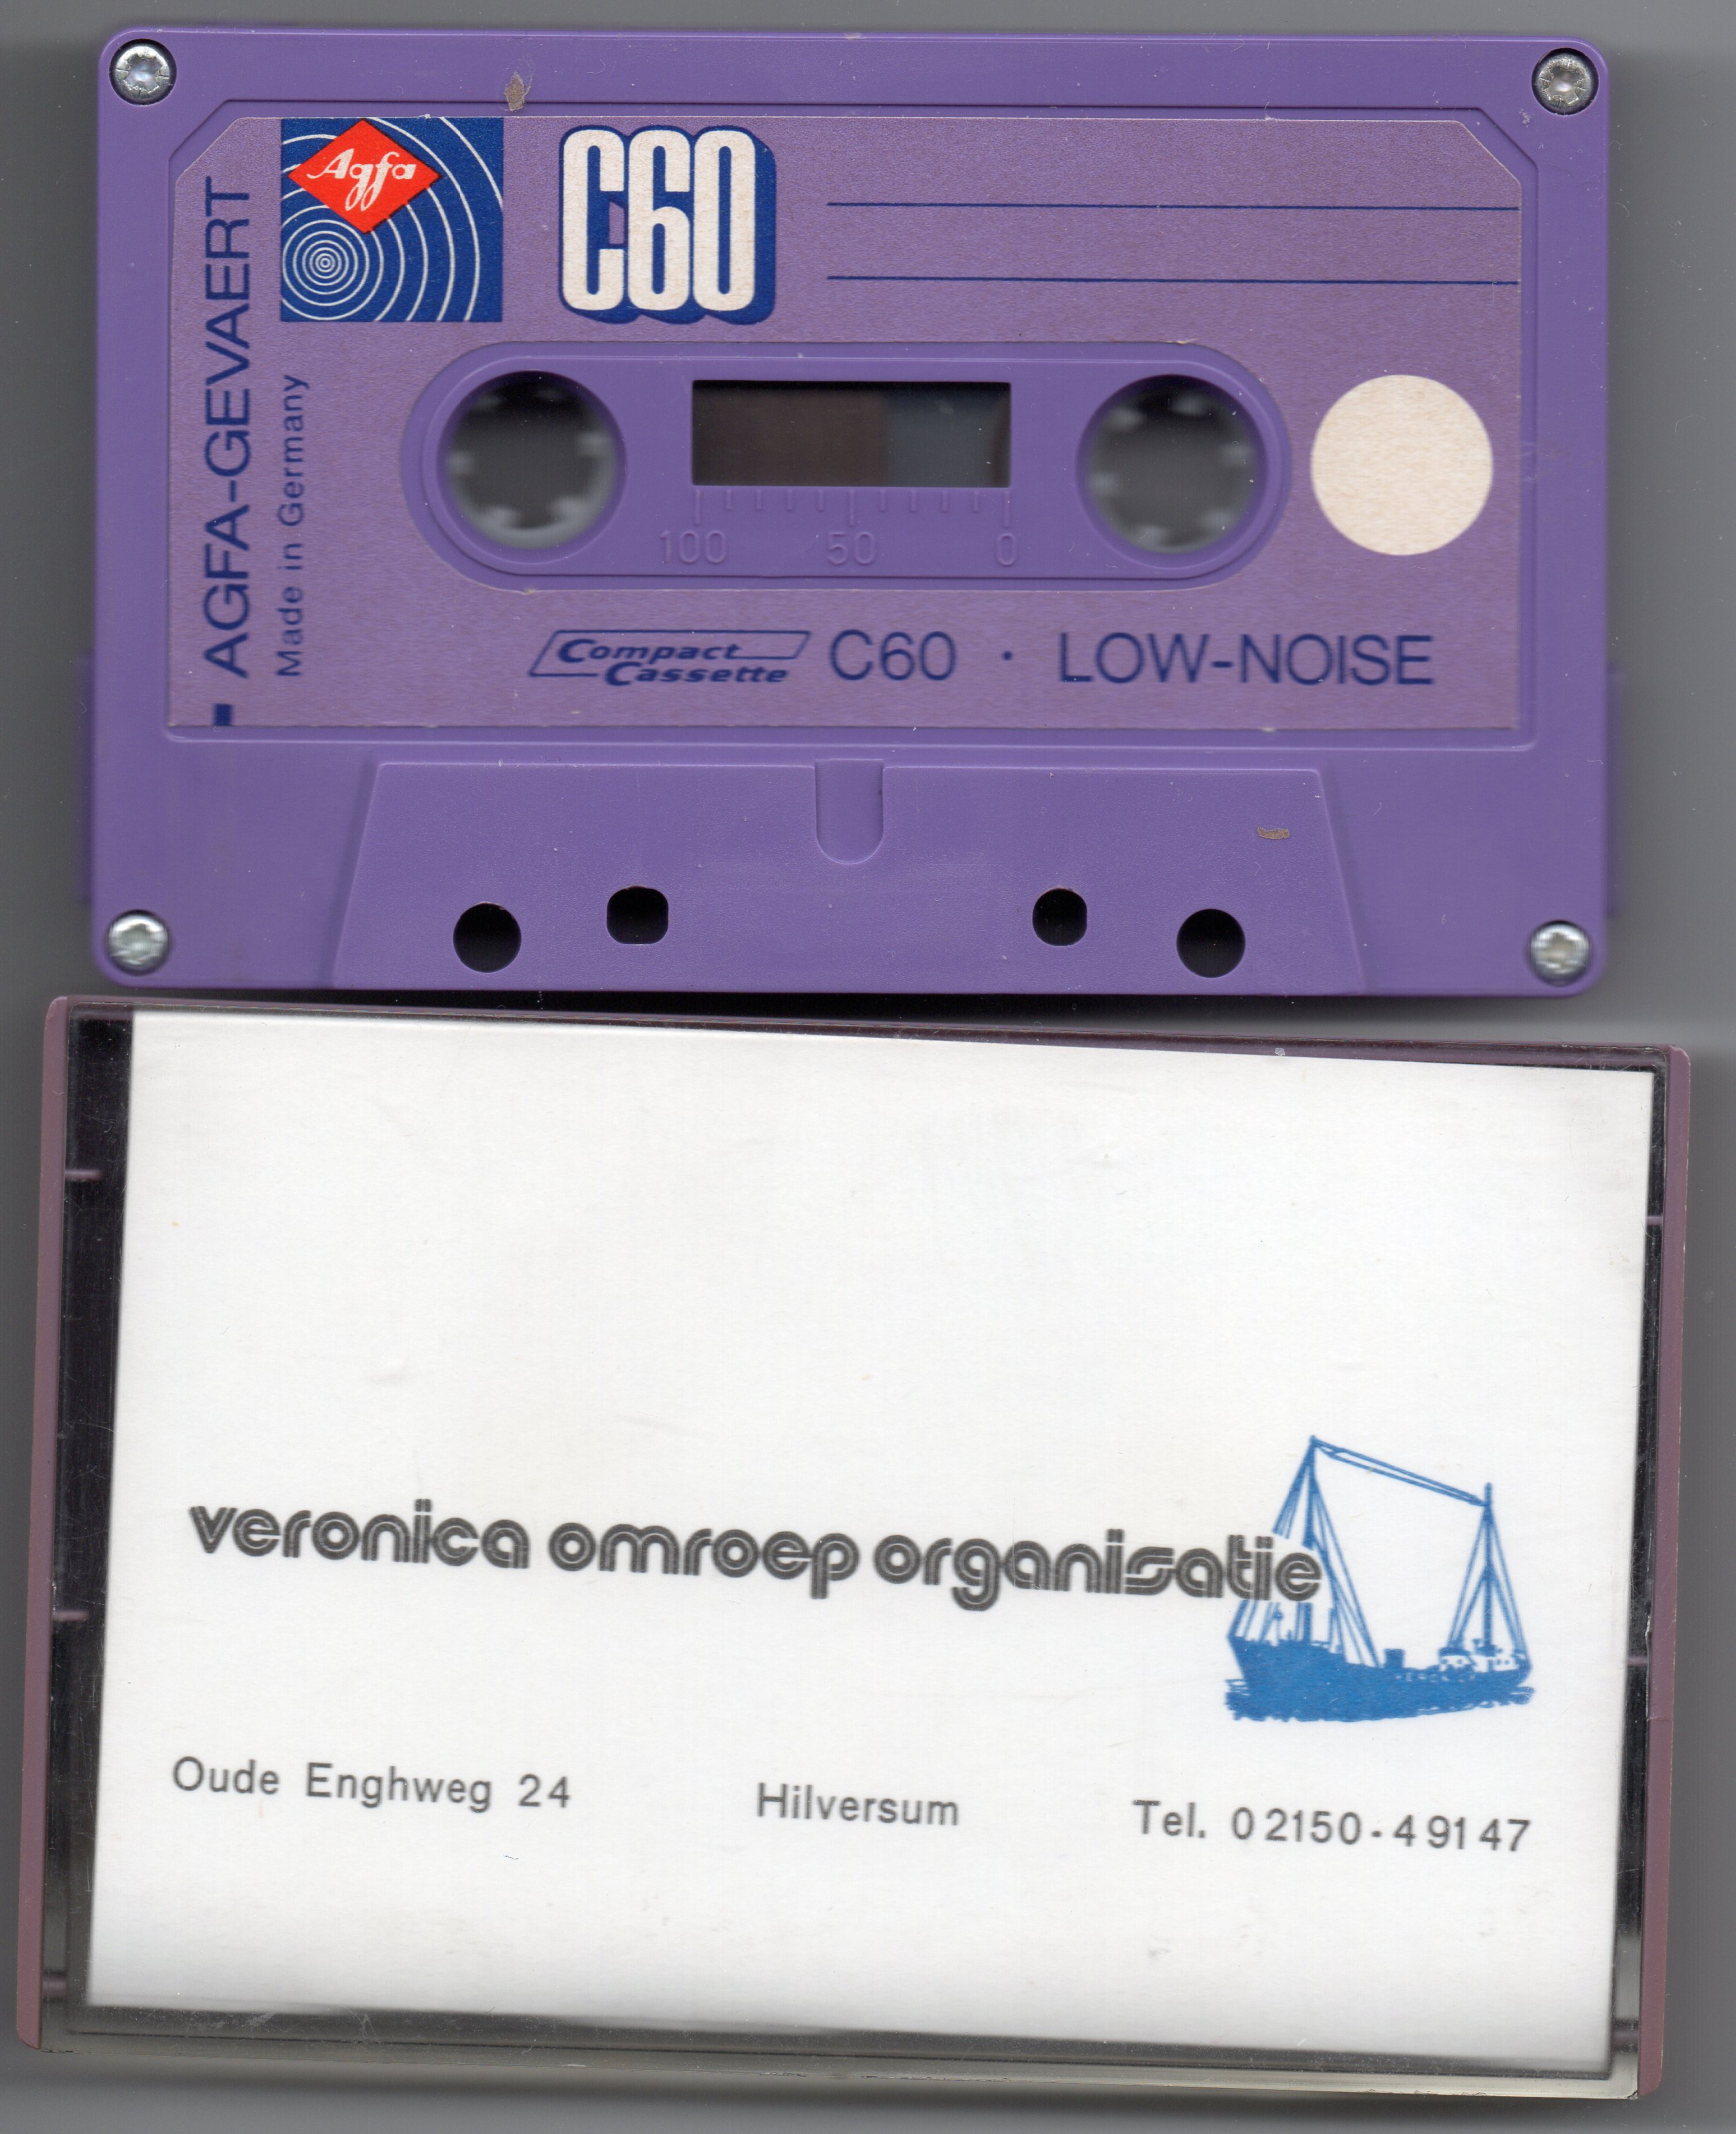 Agfa
C60
AGFA-GEVAERT
Made in Germany
100 50 0
Compact
Cassette
C60 · LOW-NOISE
veronica omroep organisatie
Oude Enghweg 24 Hilversum Tel. 02150-49147